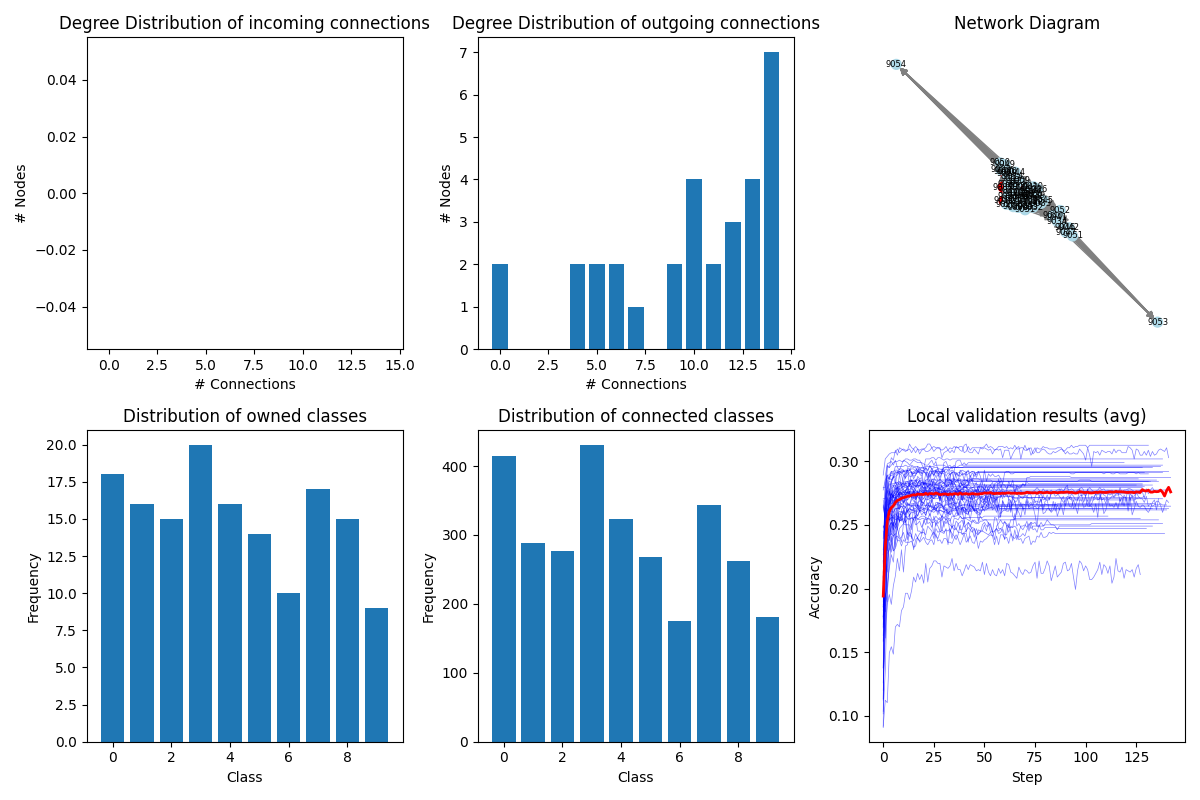 Degree Distribution of incoming connections
# Nodes
0.04
0.02
0.00
−0.02
−0.04
0.0 2.5 5.0 7.5 10.0 12.5 15.0
# Connections
Degree Distribution of outgoing connections
# Nodes
7
6
5
4
3
2
1
0
0.0 2.5 5.0 7.5 10.0 12.5 15.0
# Connections
Network Diagram
9054
9052
9051
9053
Distribution of owned classes
Frequency
20.0
17.5
15.0
12.5
10.0
7.5
5.0
2.5
0.0
0 2 4 6 8
Class
Distribution of connected classes
Frequency
400
300
200
100
0
0 2 4 6 8
Class
Local validation results (avg)
Accuracy
0.30
0.25
0.20
0.15
0.10
0 25 50 75 100 125
Step